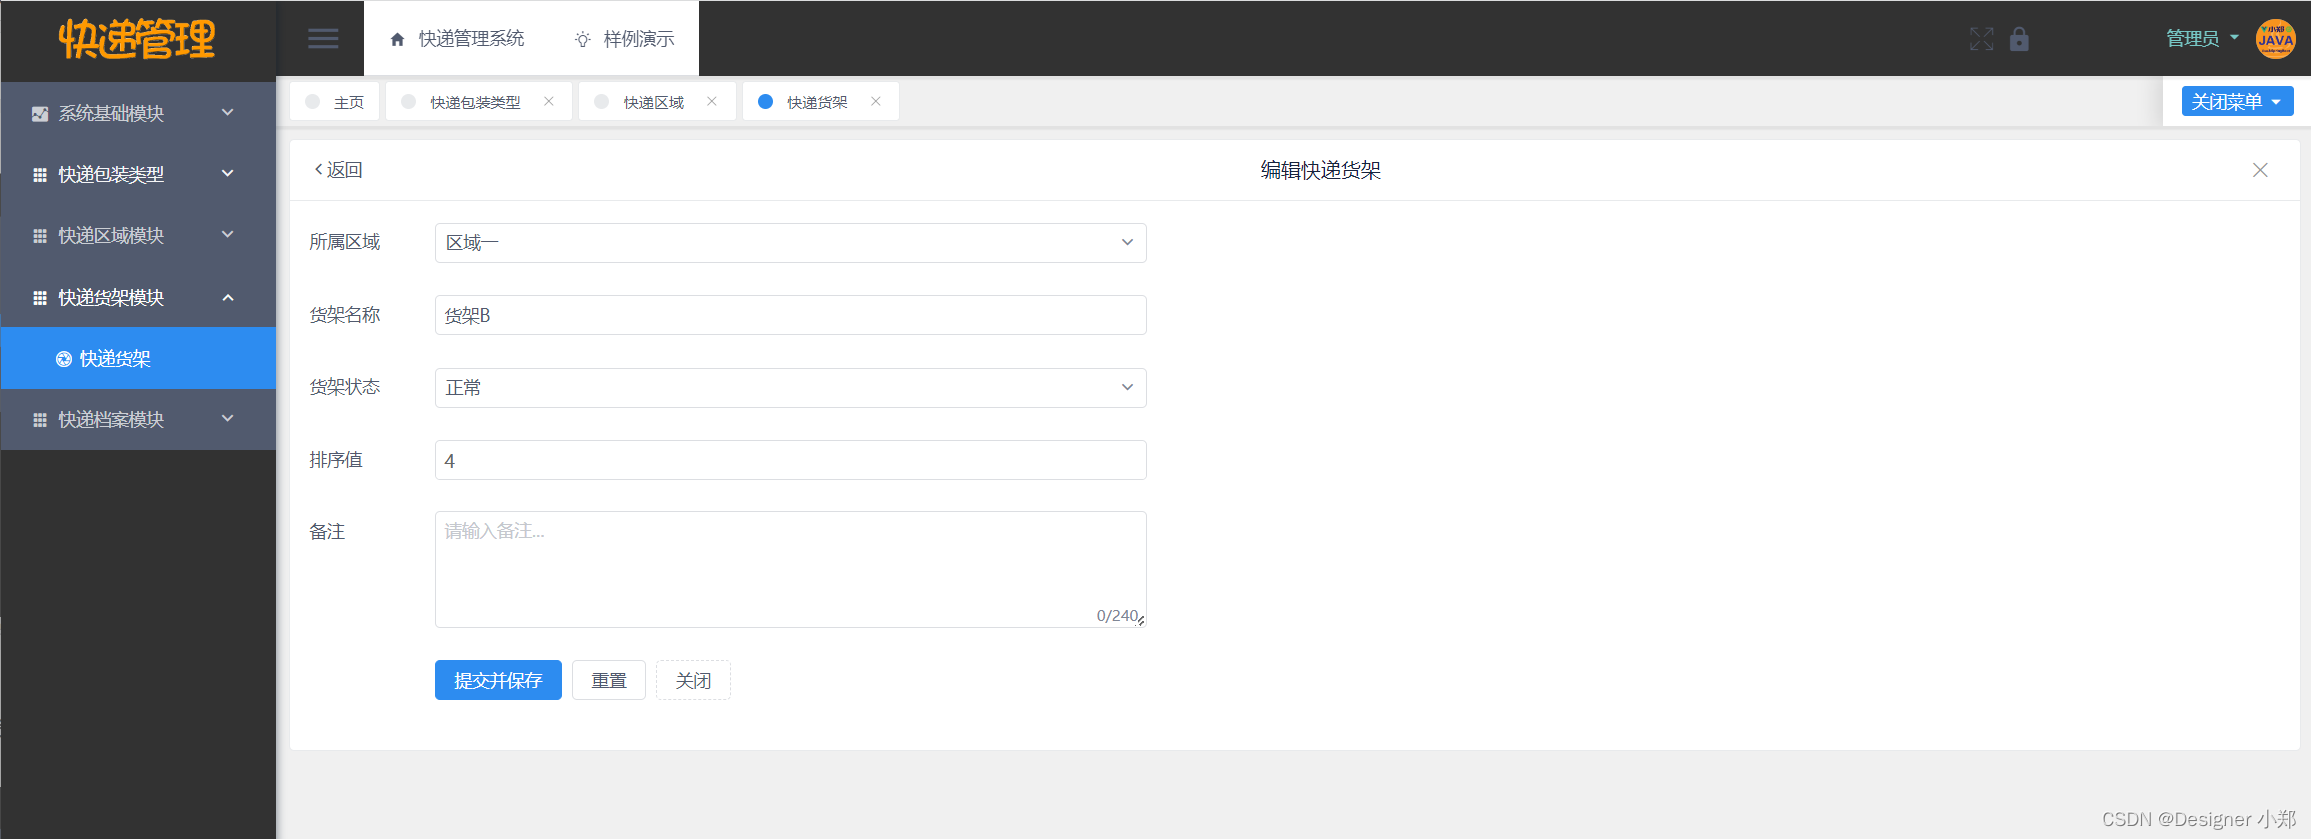 快递管理
快递管理系统
样例演示
管理员
小郑
JAVA
系统基础模块
快递包装类型
快递区域模块
快递货架模块
快递货架
快递档案模块
主页
快递包装类型
快递区域
快递货架
关闭菜单
返回
编辑快递货架
所属区域
区域一
货架名称
货架B
货架状态
正常
排序值
4
备注
请输入备注...
0/240
提交并保存
重置
关闭
CSDN @Designer 小郑